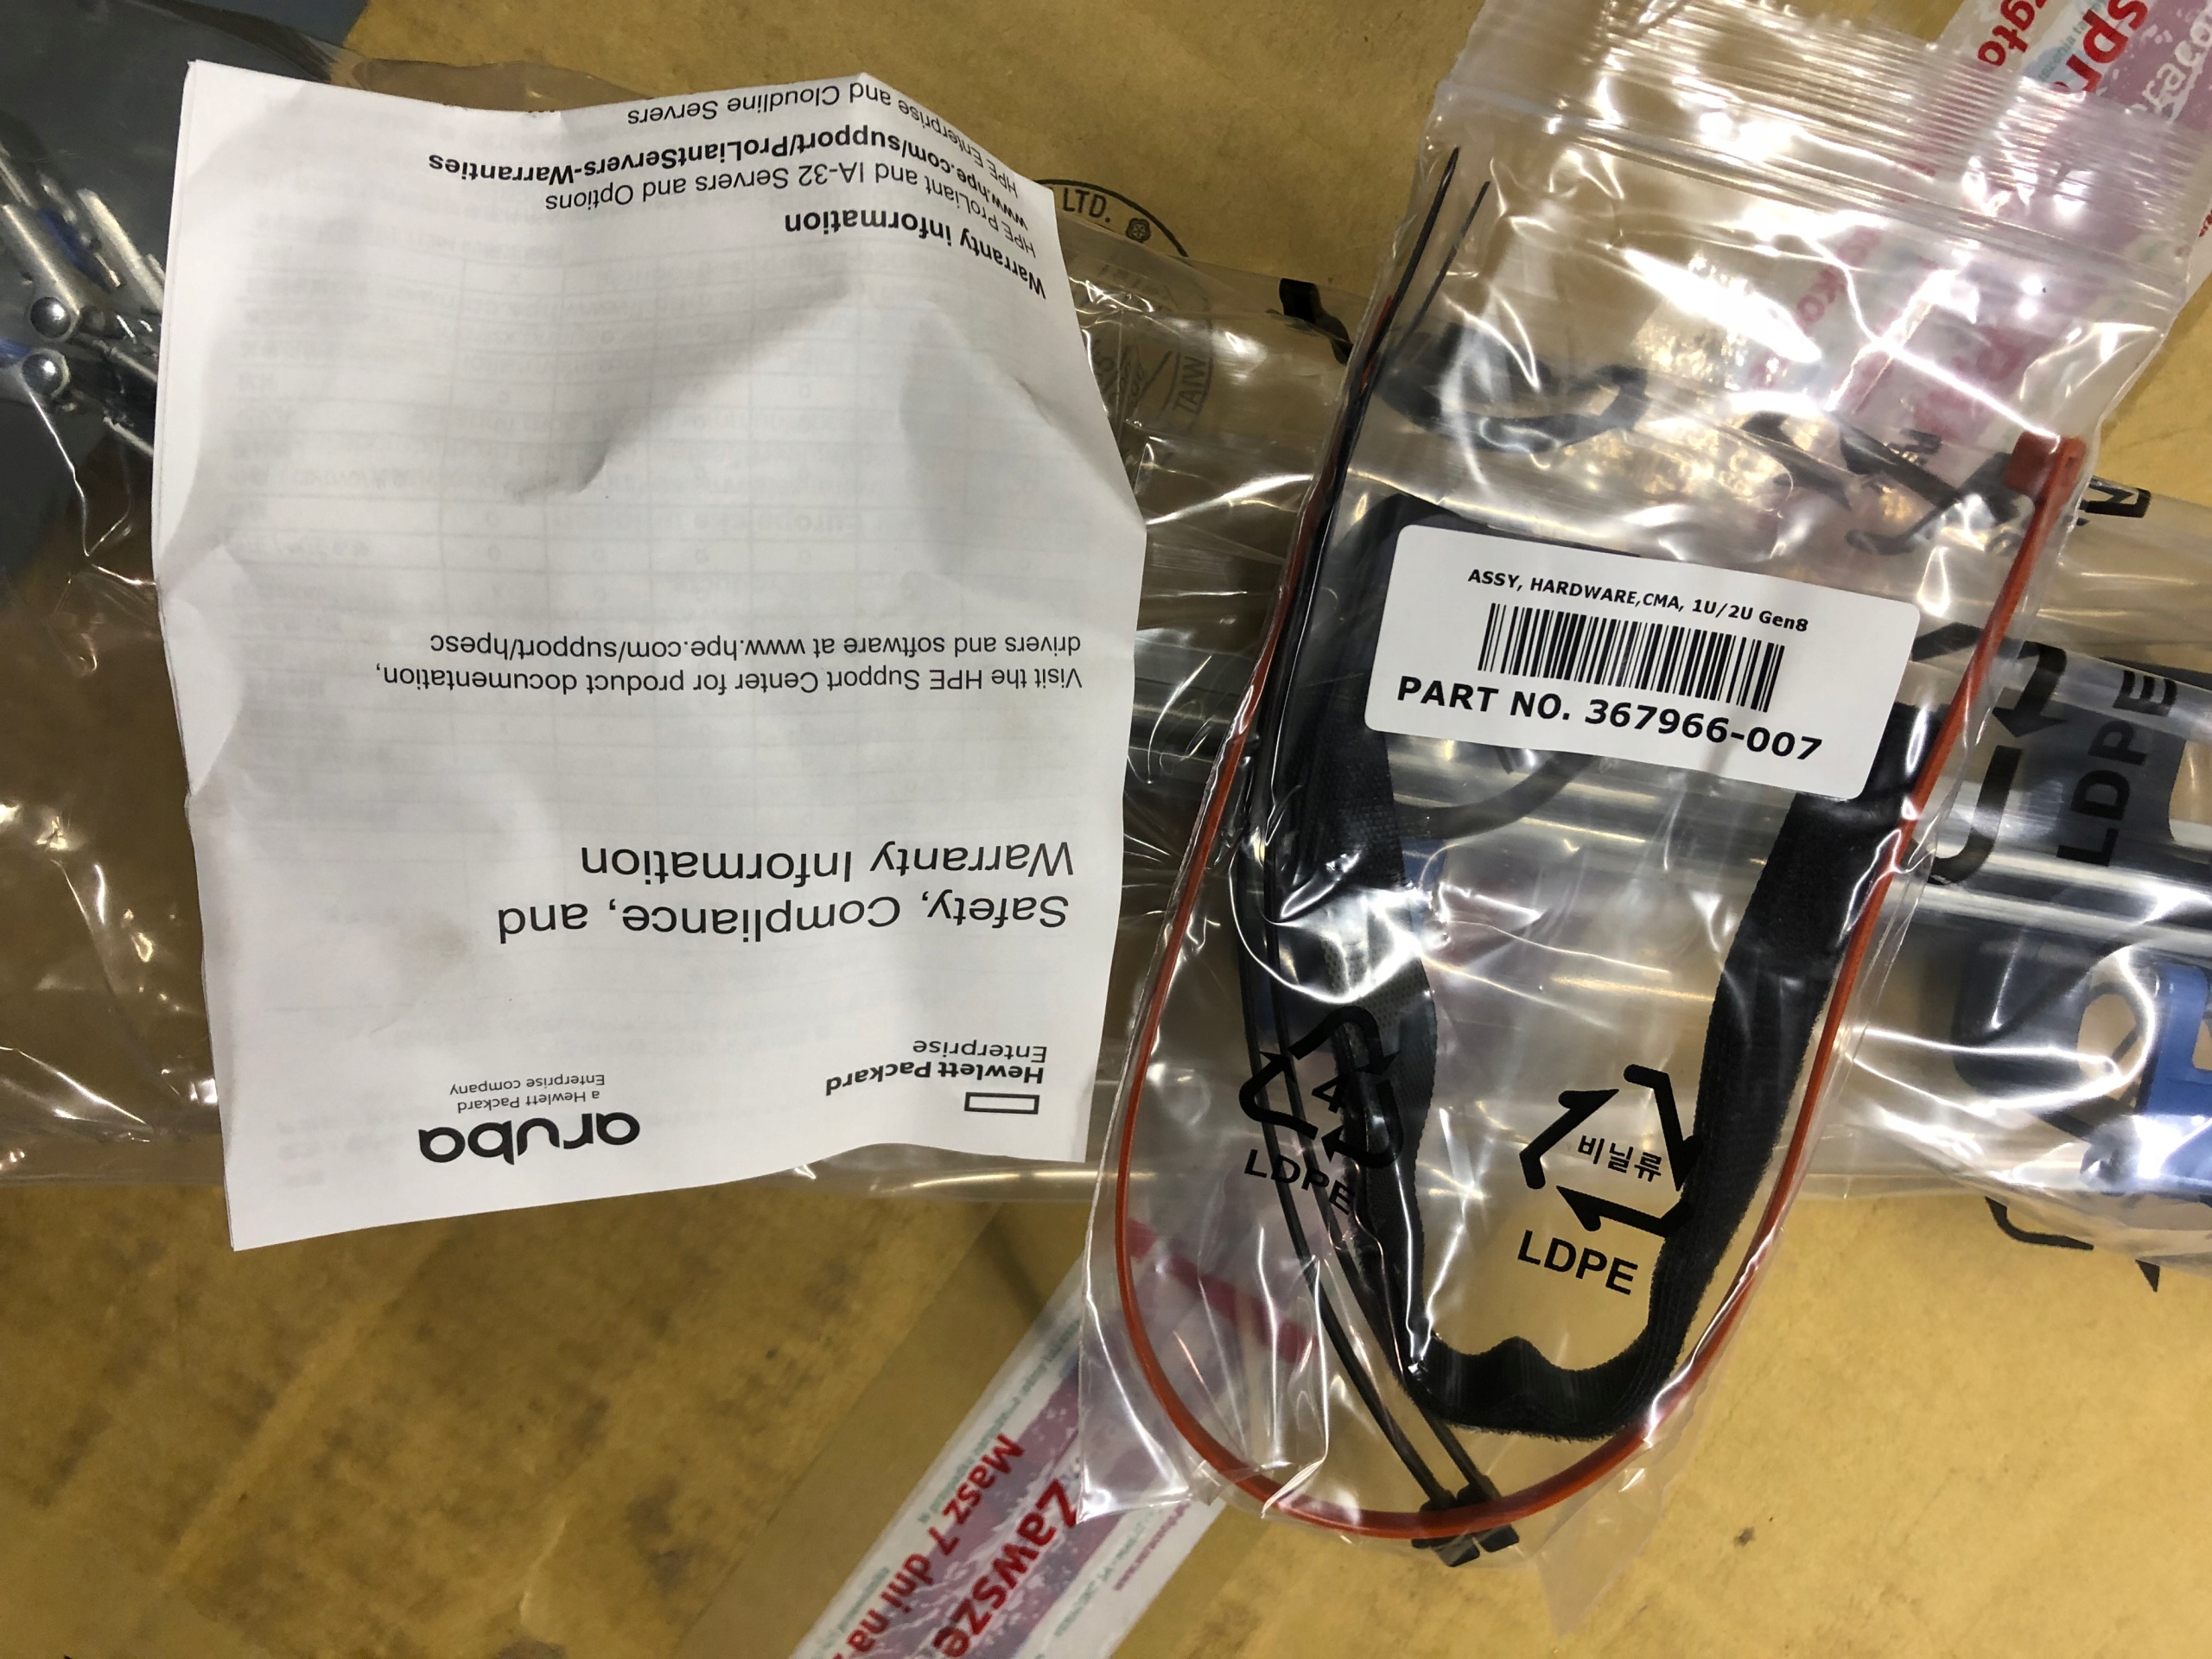 aruba
a Hewlett Packard
Enterprise company
Hewlett Packard
Enterprise
Safety, Compliance, and
Warranty Information
Visit the HPE Support Center for product documentation,
drivers and software at www.hpe.com/support/hpesc
Warranty information
HPE ProLiant and IA-32 Servers and Options
www.hpe.com/support/ProLiantServers-Warranties
HPE Enterprise and Cloudline Servers
ASSY, HARDWARE,CMA, 1U/2U Gen8
PART NO. 367966-007
4
LDPE
비닐류
LDPE
LDPE
LTD.
TAIW
Zawsze
Masz 7 dni na